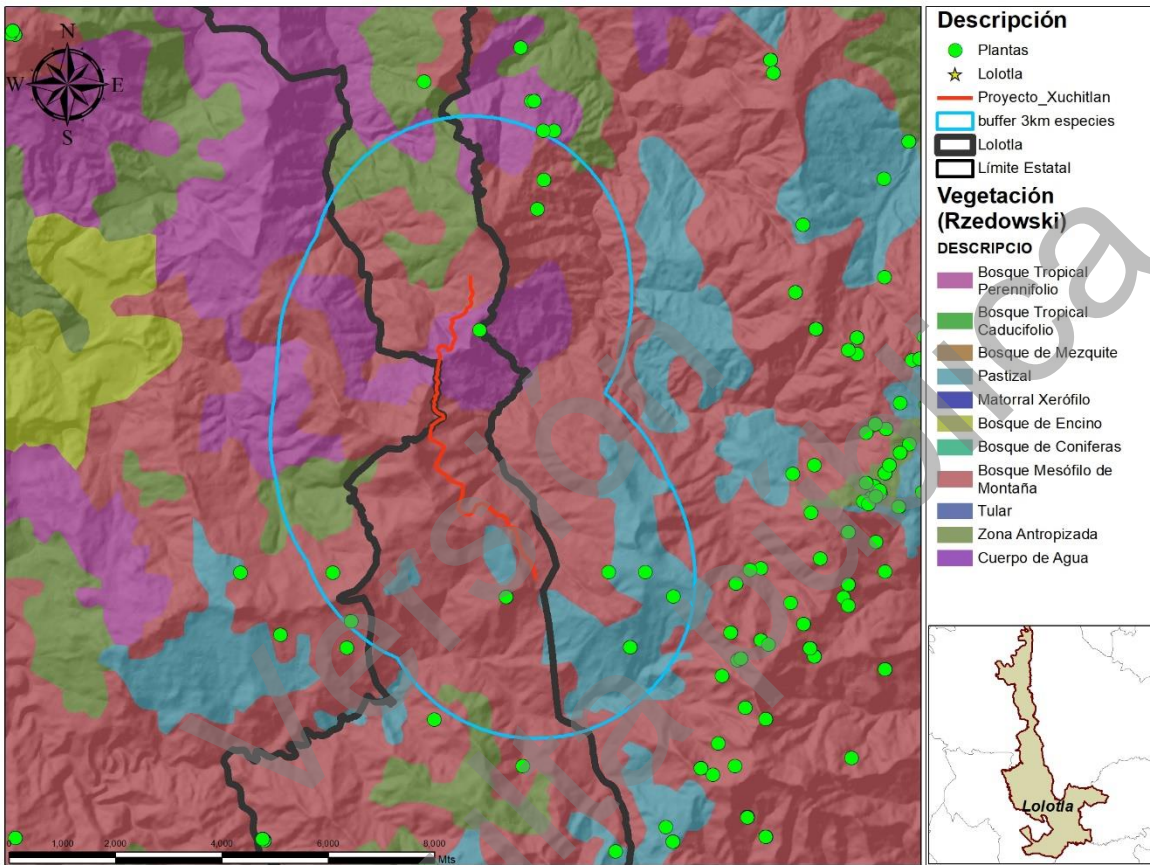 N
W
E
S
0
1,000
2,000
4,000
6,000
8,000
Mts
Descripción
Plantas
Lolotla
Proyecto_Xuchitlan
buffer 3km especies
Lolotla
Límite Estatal
Vegetación
(Rzedowski)
DESCRIPCIO
Bosque Tropical
Perennifolio
Bosque Tropical
Caducifolio
Bosque de Mezquite
Pastizal
Matorral Xerófilo
Bosque de Encino
Bosque de Coniferas
Bosque Mesófilo de
Montaña
Tular
Zona Antropizada
Cuerpo de Agua
Lolotla
Versión
Pública